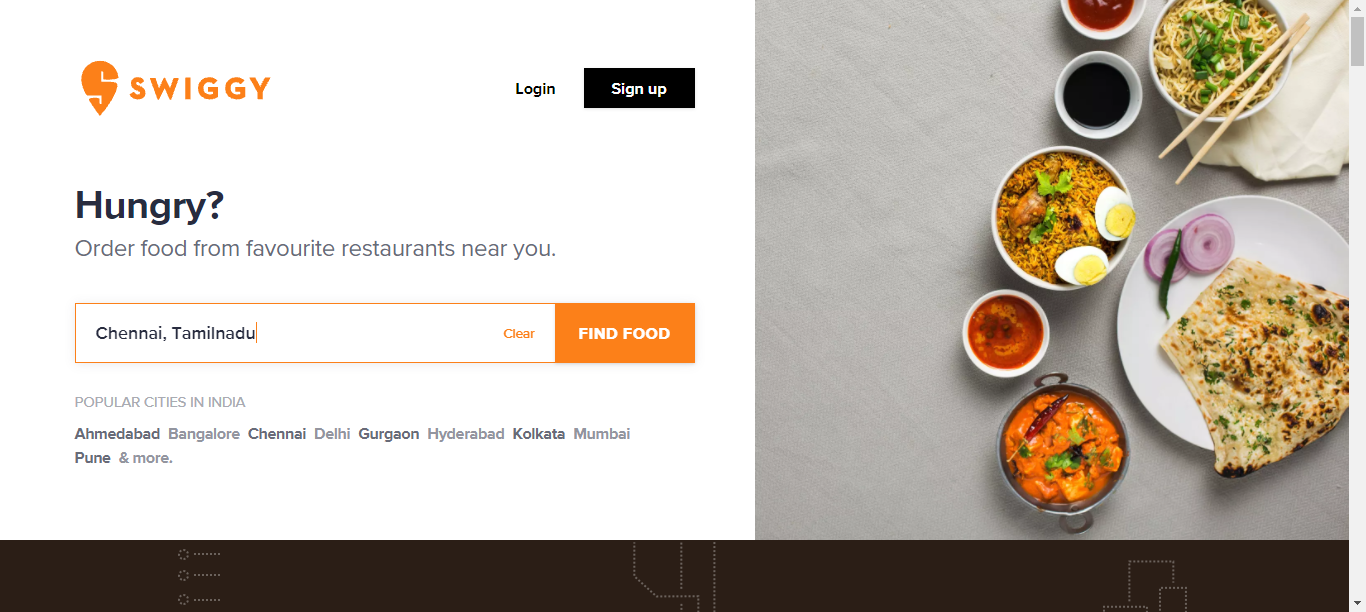 SWIGGY
Login
Sign up
Hungry?
Order food from favourite restaurants near you.
Chennai, Tamilnadu
Clear
FIND FOOD
POPULAR CITIES IN INDIA
Ahmedabad Bangalore Chennai Delhi Gurgaon Hyderabad Kolkata Mumbai
Pune & more.